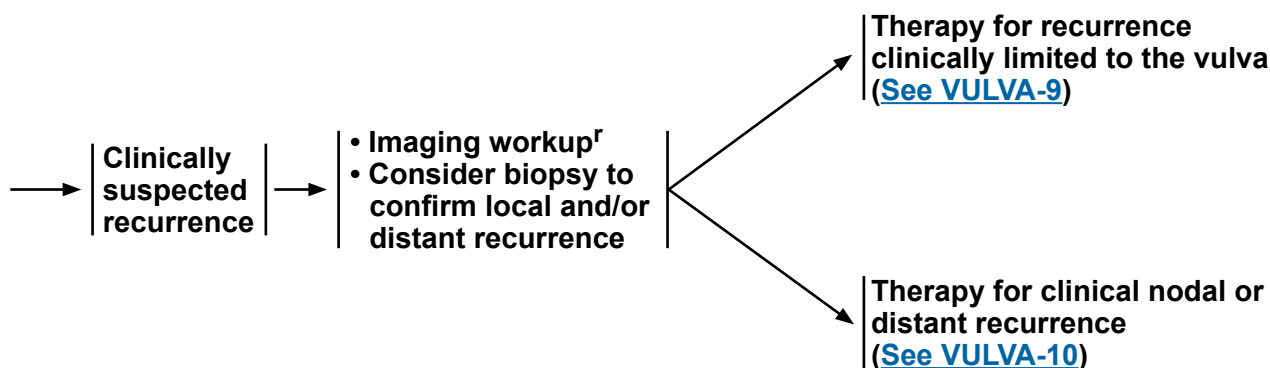 Clinically
suspected
recurrence
• Imaging workupʳ
• Consider biopsy to
confirm local and/or
distant recurrence
Therapy for recurrence
clinically limited to the vulva
(See VULVA-9)
Therapy for clinical nodal or
distant recurrence
(See VULVA-10)